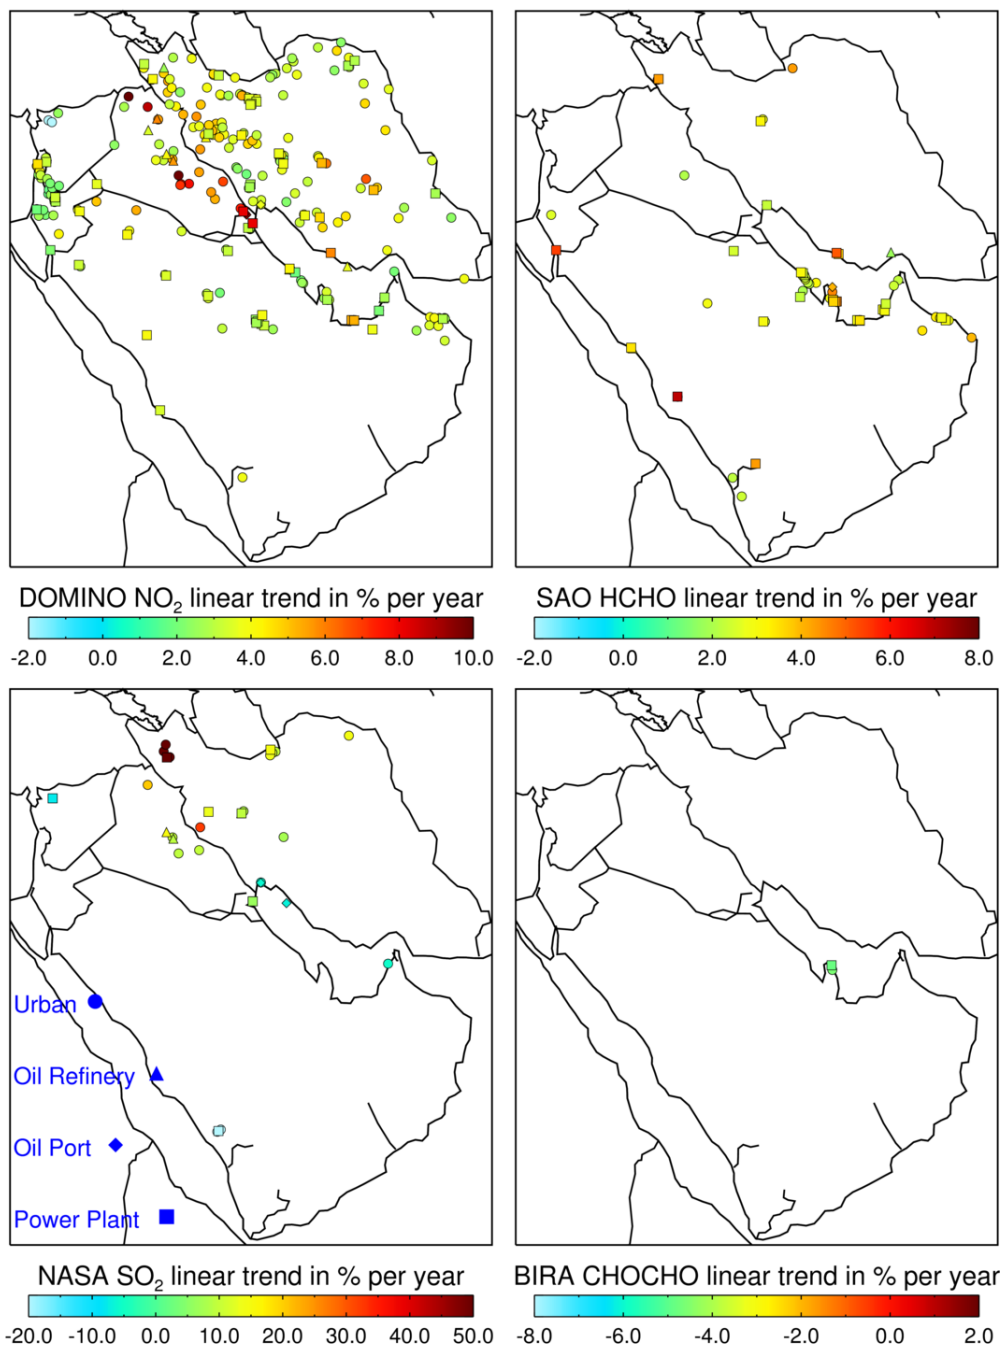 DOMINO NO₂ linear trend in % per year
-2.0 0.0 2.0 4.0 6.0 8.0 10.0
SAO HCHO linear trend in % per year
-2.0 0.0 2.0 4.0 6.0 8.0
Urban
Oil Refinery
Oil Port
Power Plant
NASA SO₂ linear trend in % per year
-20.0 -10.0 0.0 10.0 20.0 30.0 40.0 50.0
BIRA CHOCHO linear trend in % per year
-8.0 -6.0 -4.0 -2.0 0.0 2.0